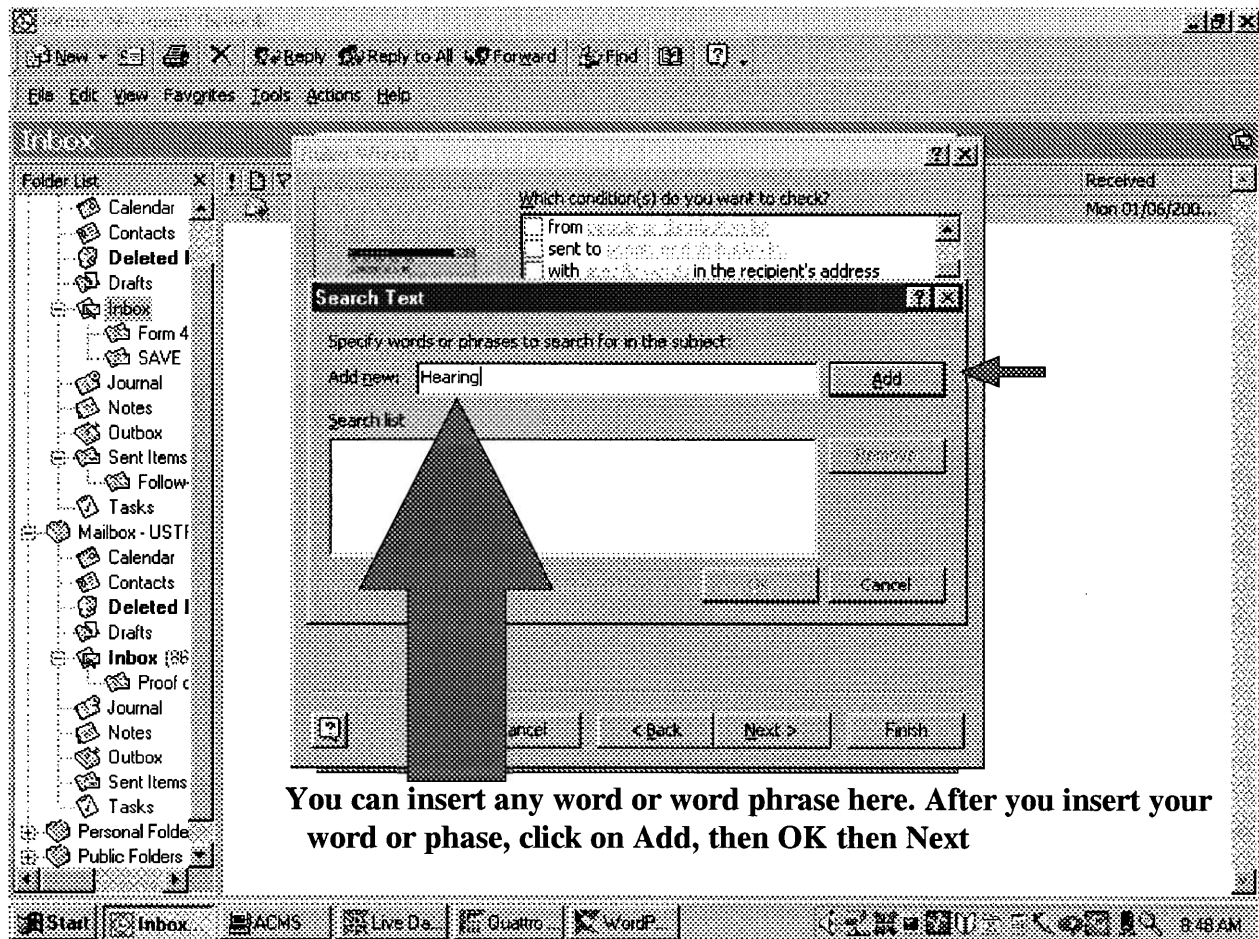 New Reply Reply to All Forward Find
File Edit View Favorites Tools Actions Help
Inbox
Folder List
Received
Mon 01/06/200...
Calendar
Contacts
Deleted I
Drafts
Inbox
Form 4
SAVE
Journal
Notes
Outbox
Sent Items
Follow-
Tasks
Mailbox - USTF
Calendar
Contacts
Deleted I
Drafts
Inbox
Proof
Journal
Notes
Outbox
Sent Items
Tasks
Personal Folde
Public Folders
Which condition(s) do you want to check?
from
sent to
with in the recipient's address
Search Text
Specify words or phrases to search for in the subject:
Add new: Hearing Add
Search list
Cancel
ancel < Back Next > Finish
You can insert any word or word phrase here. After you insert your
word or phase, click on Add, then OK then Next
Start Inbox... ACMS Live Da... Quattro ... WordP... 8:48 AM